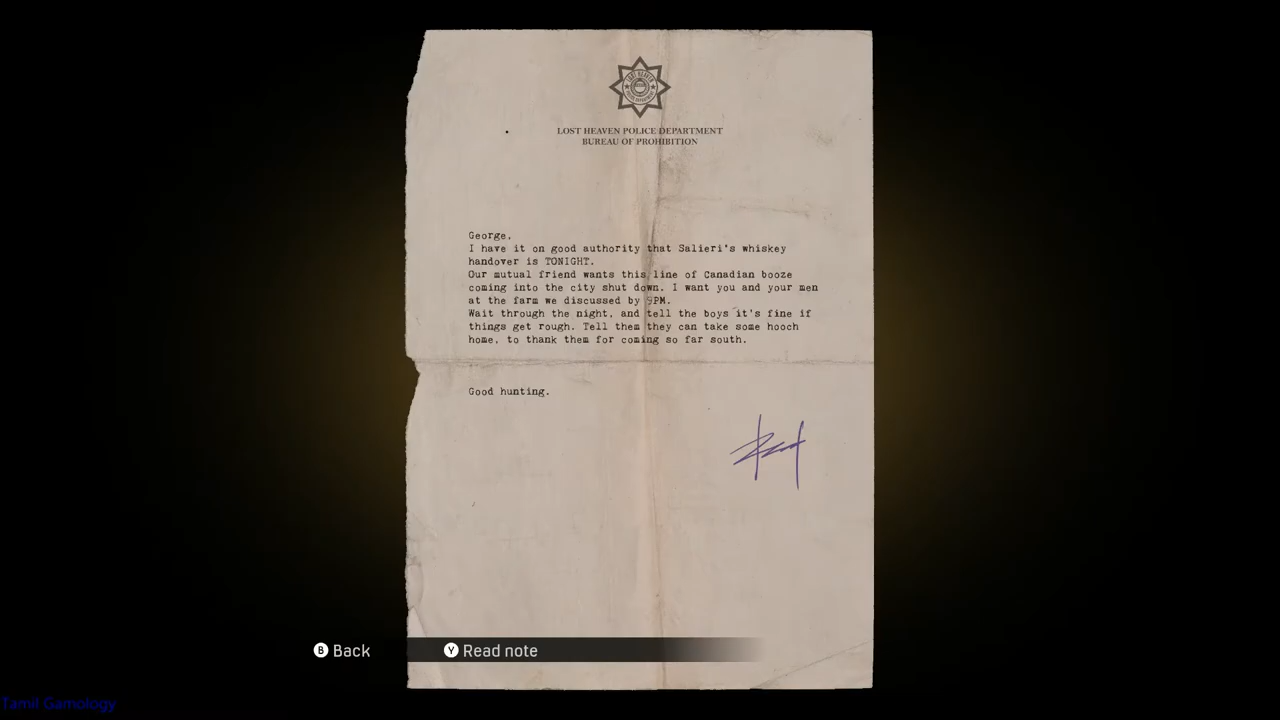 LOST HEAVEN POLICE DEPARTMENT
BUREAU OF PROHIBITION
George,
I have it on good authority that Salieri's whiskey
handover is TONIGHT.
Our mutual friend wants this line of Canadian booze
coming into the city shut down. I want you and your men
at the farm we discussed by 9PM.
Wait through the night, and tell the boys it's fine if
things get rough. Tell them they can take some hooch
home, to thank them for coming so far south.
Good hunting.
B Back
Y Read note
Tamil Gamology